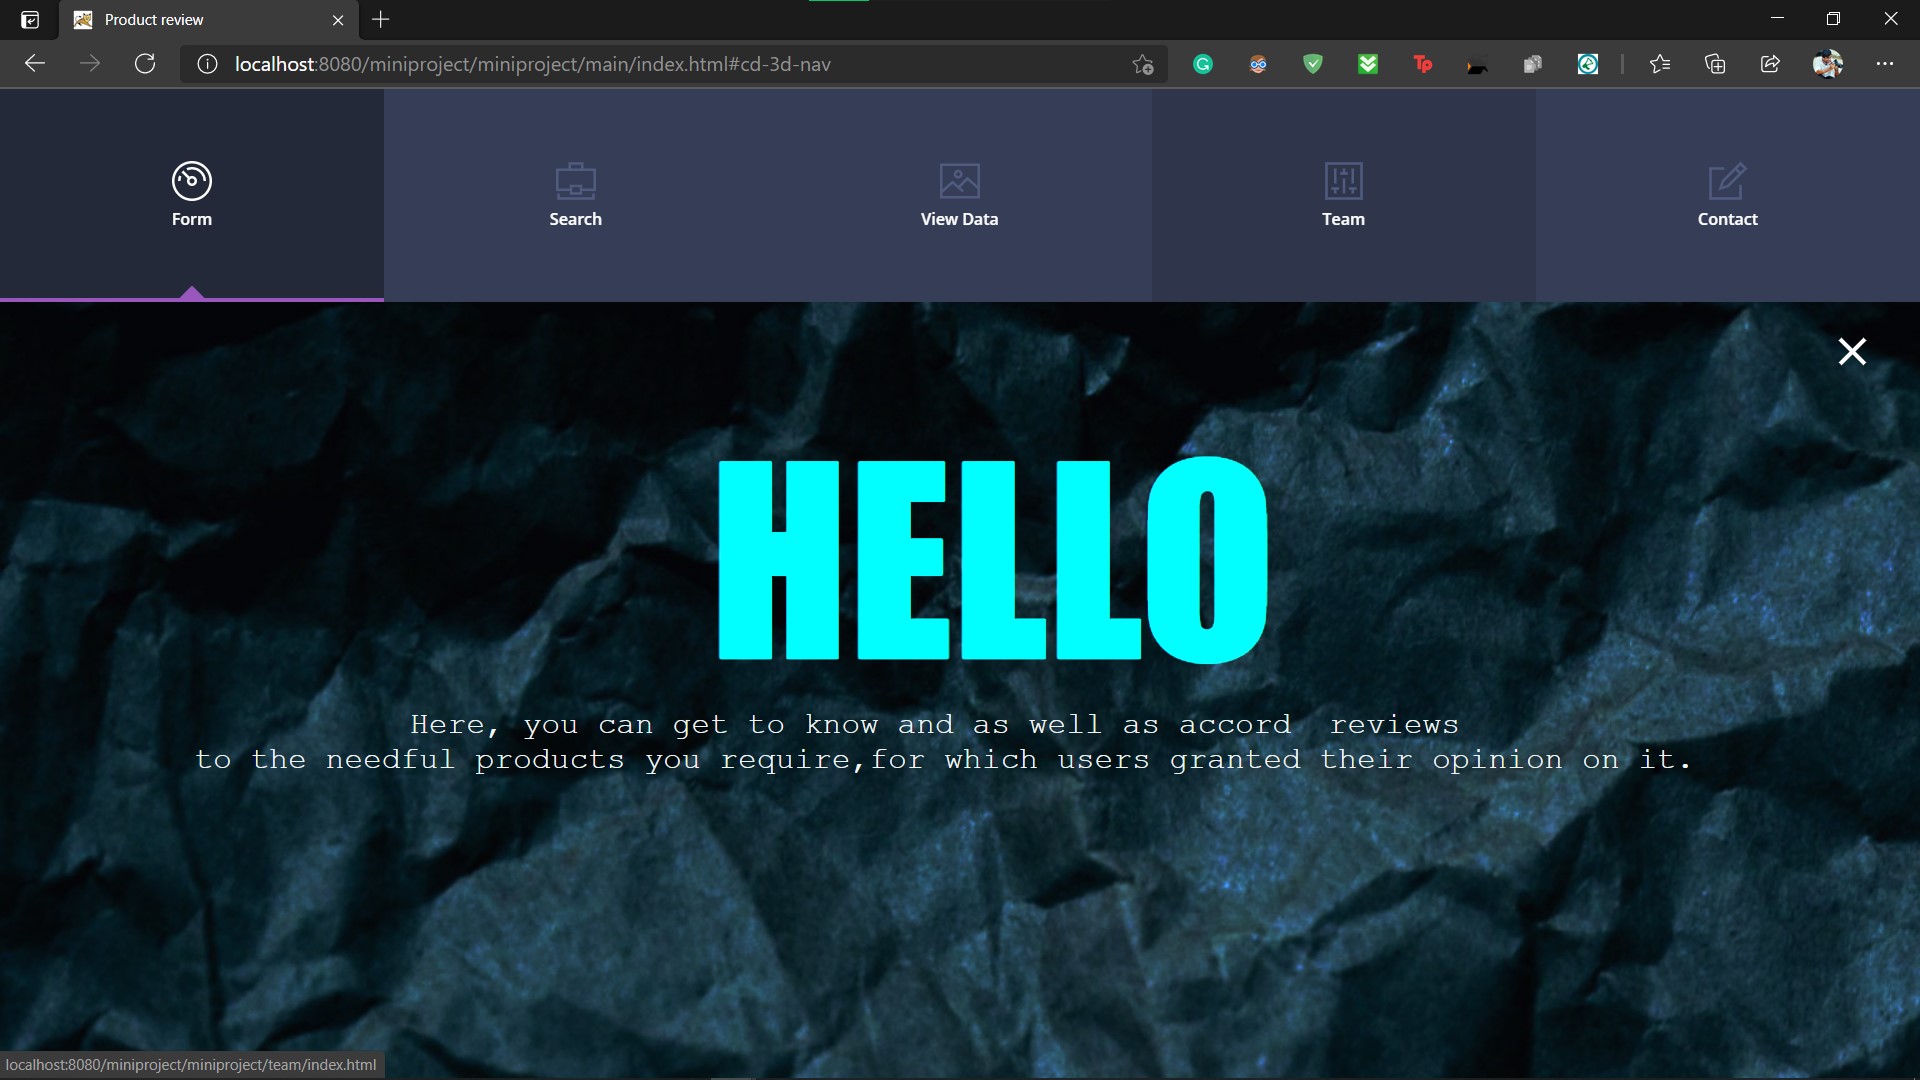 Product review
localhost:8080/miniproject/miniproject/main/index.html#cd-3d-nav
Tp
Form
Search
View Data
Team
Contact
HELLO
Here, you can get to know and as well as accord  reviews
to the needful products you require,for which users granted their opinion on it.
localhost:8080/miniproject/miniproject/team/index.html